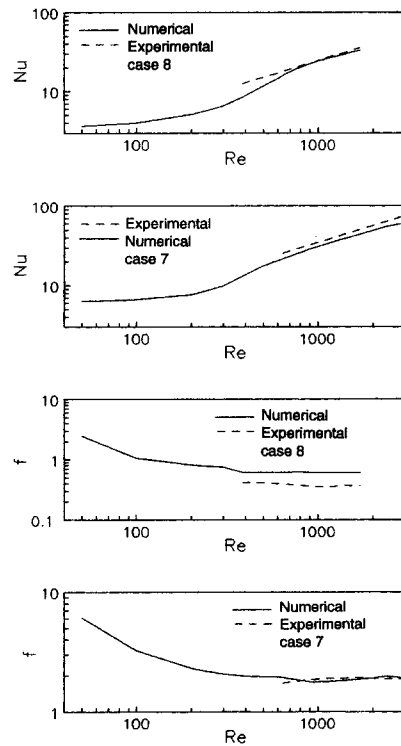 100
Numerical
Experimental
case 8
Nu
10
100
1000
Re
100
Experimental
Numerical
case 7
Nu
10
100
1000
Re
10
Numerical
Experimental
case 8
f
1
0.1
100
1000
Re
10
Numerical
Experimental
case 7
f
1
100
1000
Re